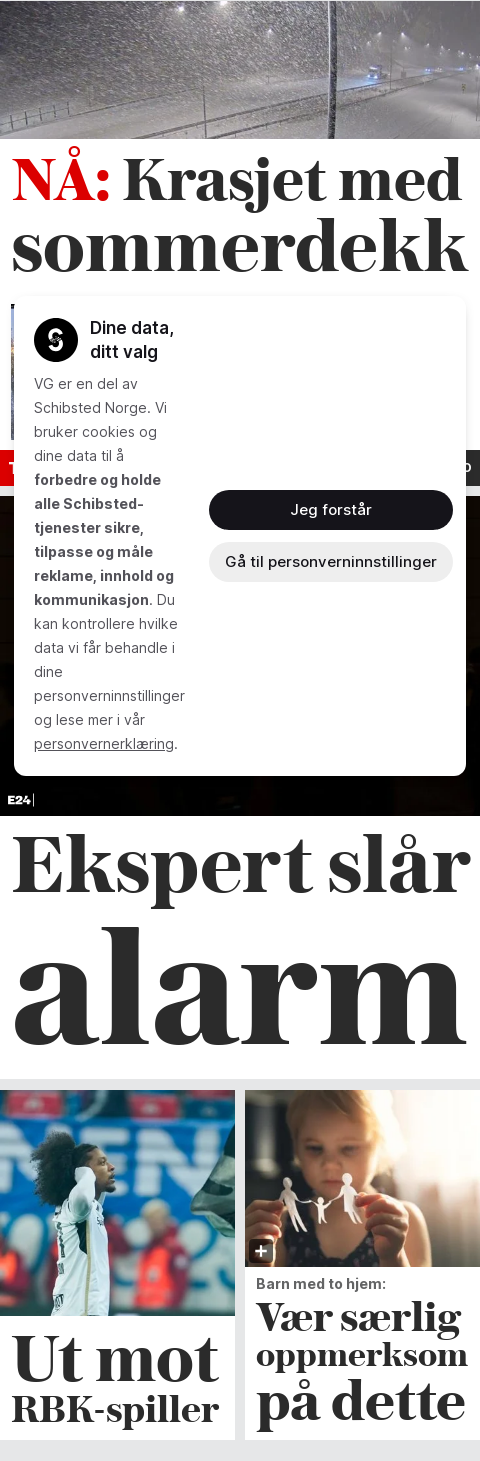 NÅ: Krasjet med
sommerdekk
Dine data,
ditt valg
VG er en del av
Schibsted Norge. Vi
bruker cookies og
dine data til å
forbedre og holde
alle Schibsted-
tjenester sikre,
tilpasse og måle
reklame, innhold og
kommunikasjon. Du
kan kontrollere hvilke
data vi får behandle i
dine
personverninnstillinger
og lese mer i vår
personvernerklæring.
Jeg forstår
Gå til personverninnstillinger
E24
Ekspert slår
alarm
Ut mot
RBK-spiller
Barn med to hjem:
Vær særlig
oppmerksom
på dette